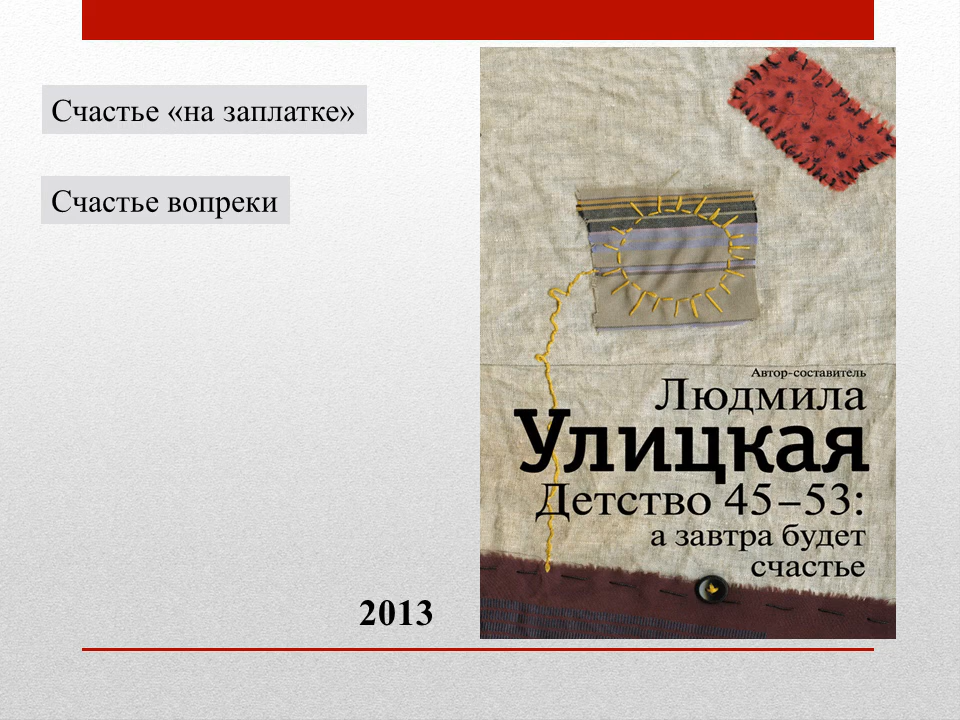 Счастье «на заплатке»
Счастье вопреки
2013
Автор-составитель
Людмила
Улицкая
Детство 45–53:
а завтра будет
счастье